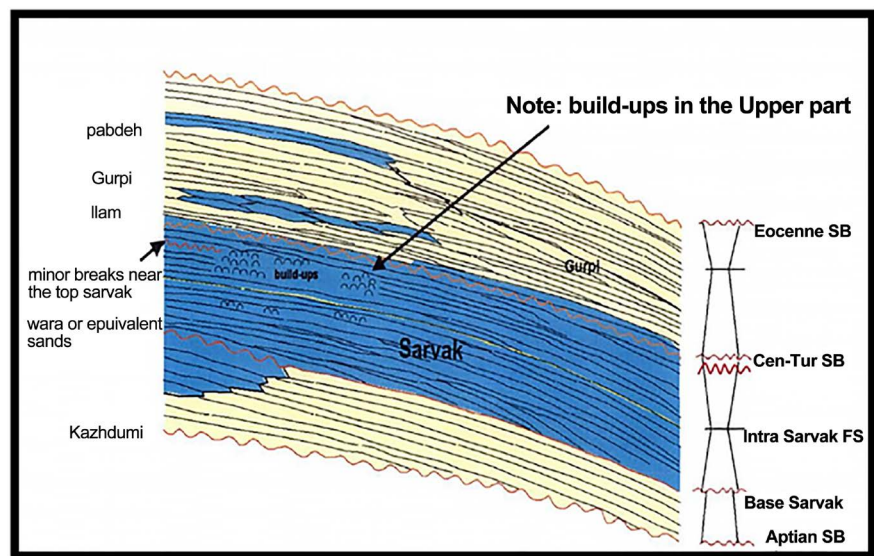 Note: build-ups in the Upper part
pabdeh
Gurpi
Ilam
minor breaks near
the top sarvak
wara or epuivalent
sands
Kazhdumi
build-ups
Gurpi
Sarvak
Eocenne SB
Cen-Tur SB
Intra Sarvak FS
Base Sarvak
Aptian SB